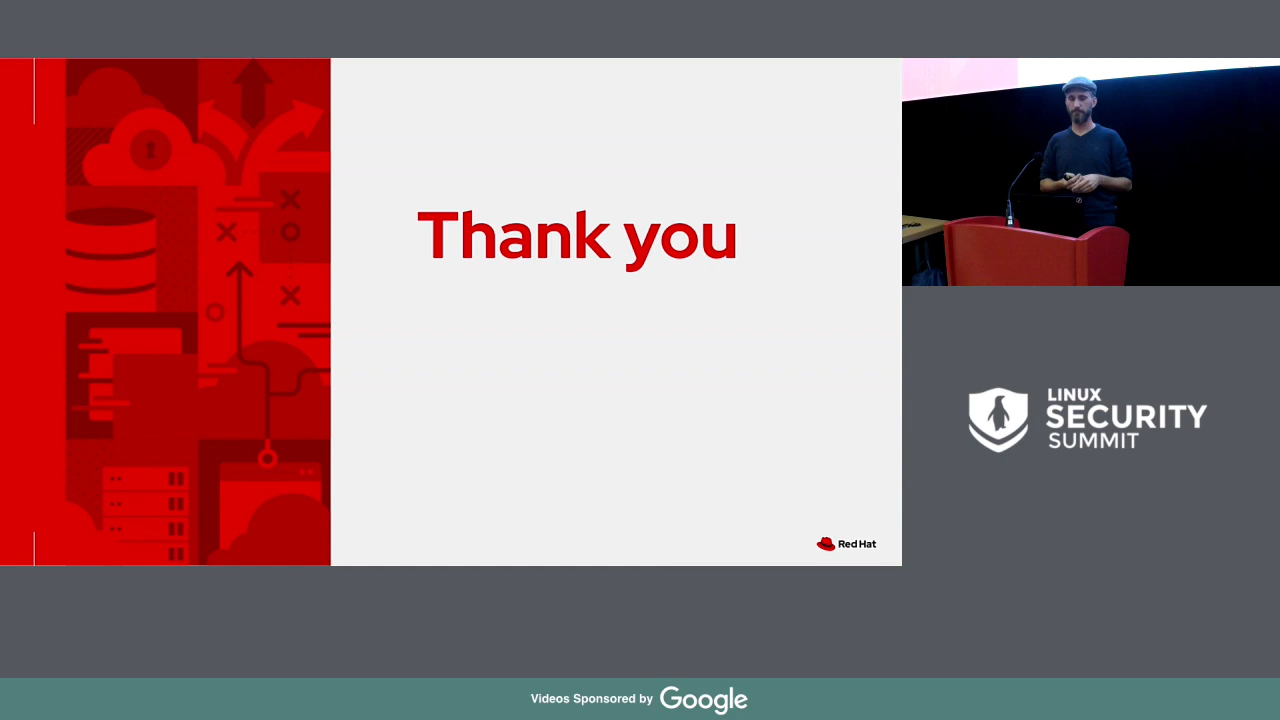 Thank you
Red Hat
LINUX
SECURITY
SUMMIT
Videos Sponsored by Google